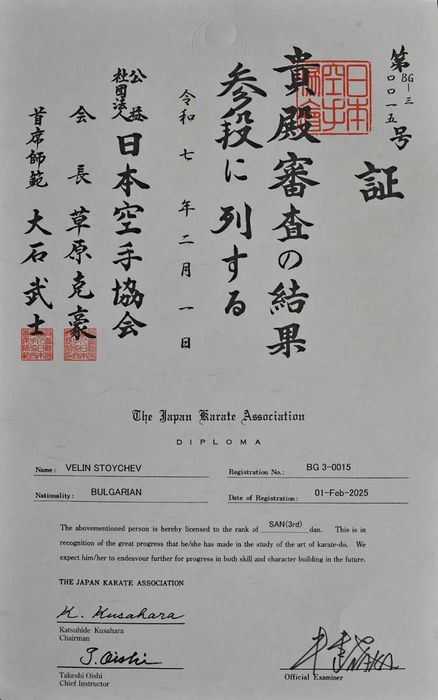 第BG-三〇〇一五号
証
貴殿審査の結果
参段に列する
令和七年二月一日
公益社団法人日本空手協会
会長 草原克豪
首席師範 大石武士
The Japan Karate Association
DIPLOMA
Name: VELIN STOYCHEV
Registration No.: BG 3-0015
Nationality: BULGARIAN
Date of Registration: 01-Feb-2025
The abovementioned person is hereby licensed to the rank of SAN(3rd) dan. This is in
recognition of the great progress that he/she has made in the study of the art of karate-do. We
expect him/her to endeavour further for progress in both skill and character building in the future.
THE JAPAN KARATE ASSOCIATION
K. Kusahara
Katsuhide Kusahara
Chairman
T. Oishi
Takeshi Oishi
Chief Instructor
Official Examiner